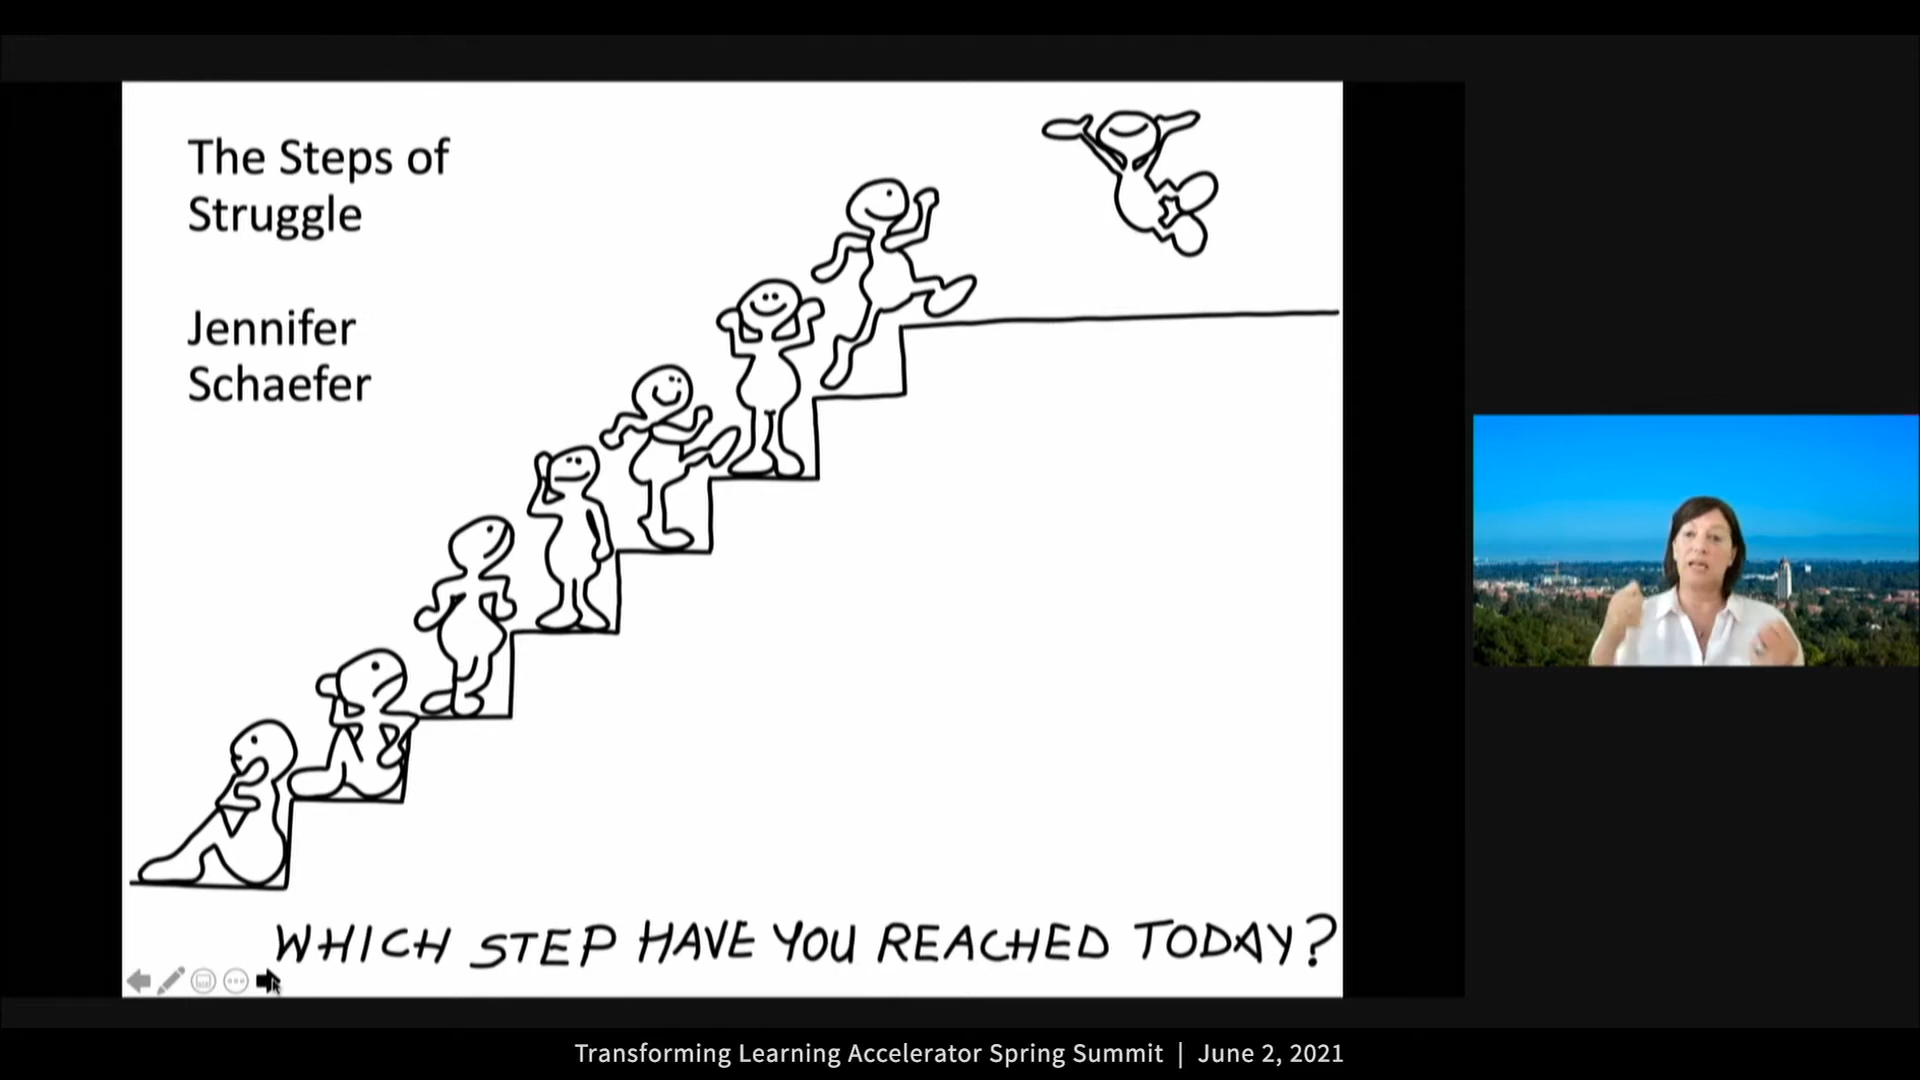 The Steps of
Struggle
Jennifer
Schaefer
WHICH STEP HAVE YOU REACHED TODAY?
Transforming Learning Accelerator Spring Summit | June 2, 2021